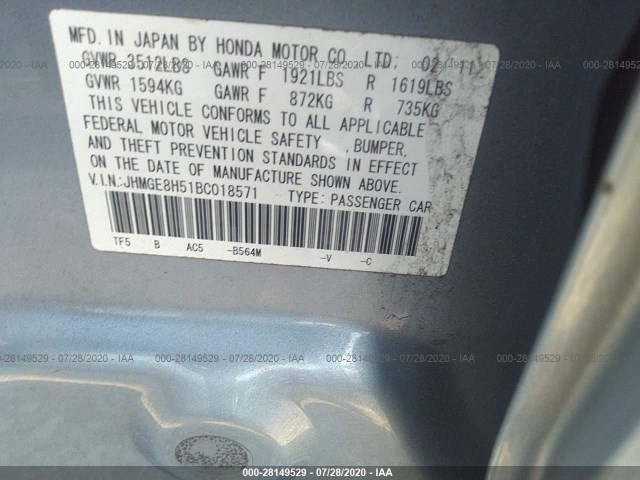 MFD. IN JAPAN BY HONDA MOTOR CO. LTD: 02 11
GVWR 3512LBS GAWR F 1921LBS R 1619LBS
GVWR 1594KG GAWR F 872KG R 735KG
THIS VEHICLE CONFORMS TO ALL APPLICABLE
FEDERAL MOTOR VEHICLE SAFETY , BUMPER,
AND THEFT PREVENTION STANDARDS IN EFFECT
ON THE DATE OF MANUFACTURE SHOWN ABOVE.
V.I.N.:JHMGE8H51BC018571 TYPE: PASSENGER CAR
TF5 B AC5 -B564M -V -C
000-28149529 - 07/28/2020 - IAA